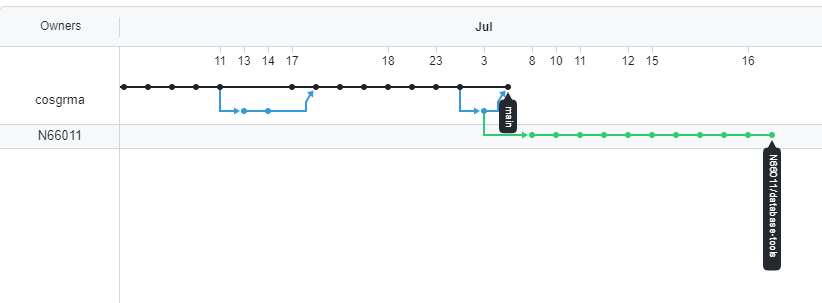 Owners
Jul
11 13 14 17 18 23 3 8 10 11 12 15 16
cosgrma
main
N66011
N66011/database-tools